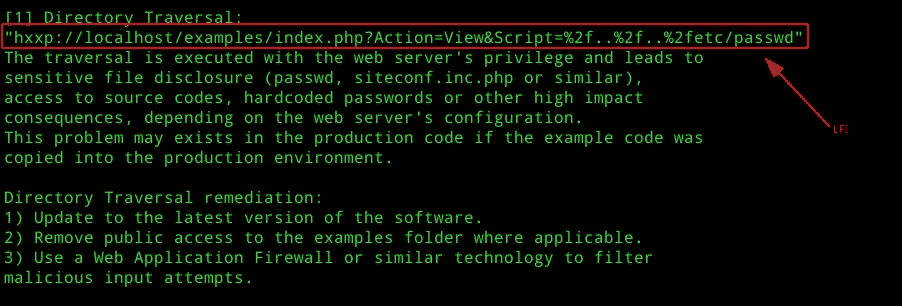 [1] Directory Traversal:
"hxxp://localhost/examples/index.php?Action=View&Script=%2f..%2f..%2fetc/passwd"
The traversal is executed with the web server's privilege and leads to
sensitive file disclosure (passwd, siteconf.inc.php or similar),
access to source codes, hardcoded passwords or other high impact
consequences, depending on the web server's configuration.
This problem may exists in the production code if the example code was
copied into the production environment.
LFI
Directory Traversal remediation:
1) Update to the latest version of the software.
2) Remove public access to the examples folder where applicable.
3) Use a Web Application Firewall or similar technology to filter
malicious input attempts.